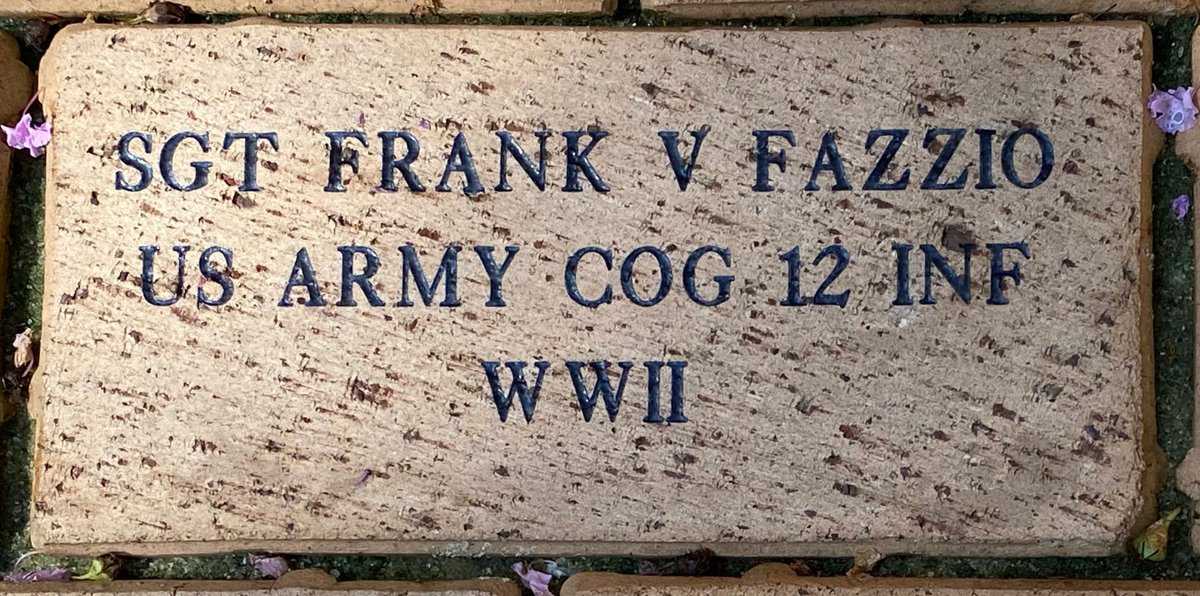 SGT FRANK V FAZZIO
US ARMY COG 12 INF
WWII